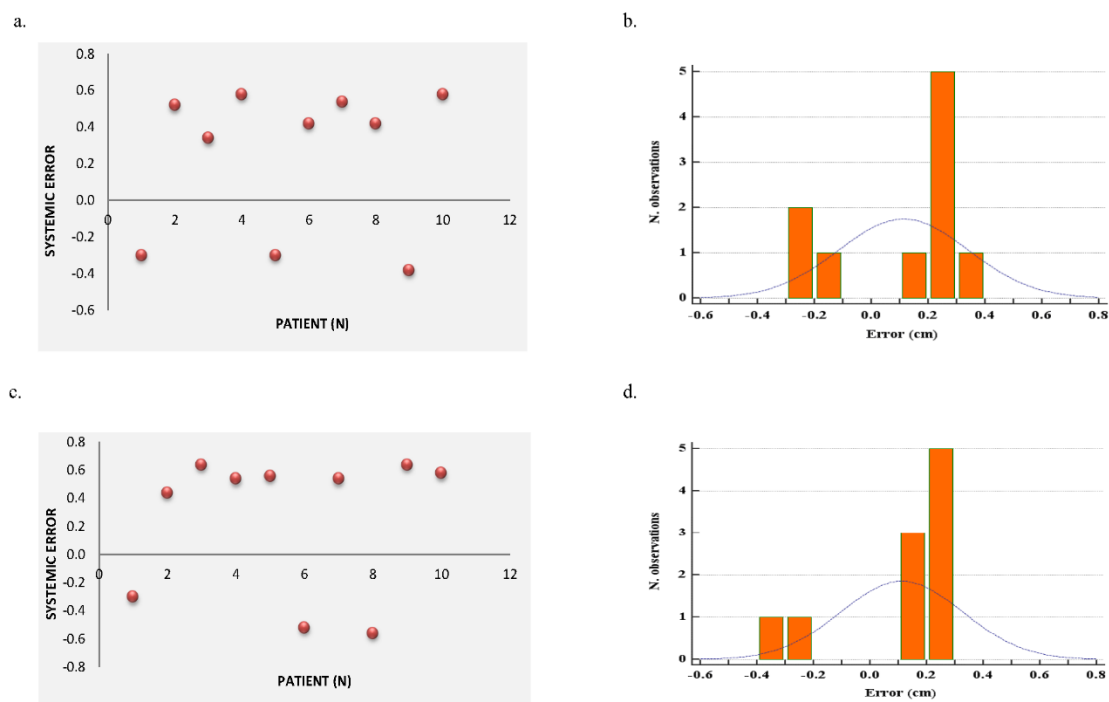 a.
0.8
0.6
0.4
0.2
0.0
-0.2
-0.4
-0.6
0 2 4 6 8 10 12
SYSTEMIC ERROR
PATIENT (N)
b.
5
4
3
2
1
0
-0.6 -0.4 -0.2 0.0 0.2 0.4 0.6 0.8
N. observations
Error (cm)
c.
0.8
0.6
0.4
0.2
0.0
-0.2
-0.4
-0.6
-0.8
0 2 4 6 8 10 12
SYSTEMIC ERROR
PATIENT (N)
d.
5
4
3
2
1
0
-0.6 -0.4 -0.2 0.0 0.2 0.4 0.6 0.8
N. observations
Error (cm)